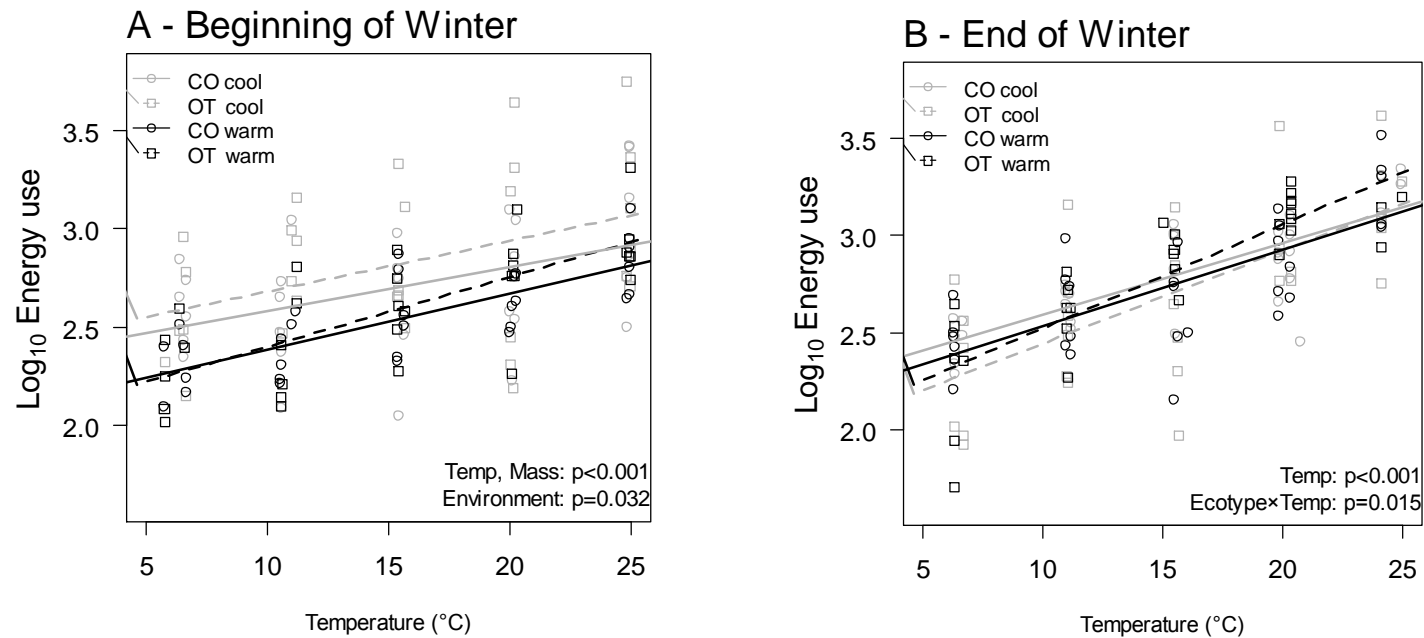 A - Beginning of Winter
CO cool
OT cool
CO warm
OT warm
3.5
3.0
2.5
2.0
Log10 Energy use
Temp, Mass: p<0.001
Environment: p=0.032
5 10 15 20 25
Temperature (°C)
B - End of Winter
CO cool
OT cool
CO warm
OT warm
3.5
3.0
2.5
2.0
Log10 Energy use
Temp: p<0.001
Ecotype×Temp: p=0.015
5 10 15 20 25
Temperature (°C)